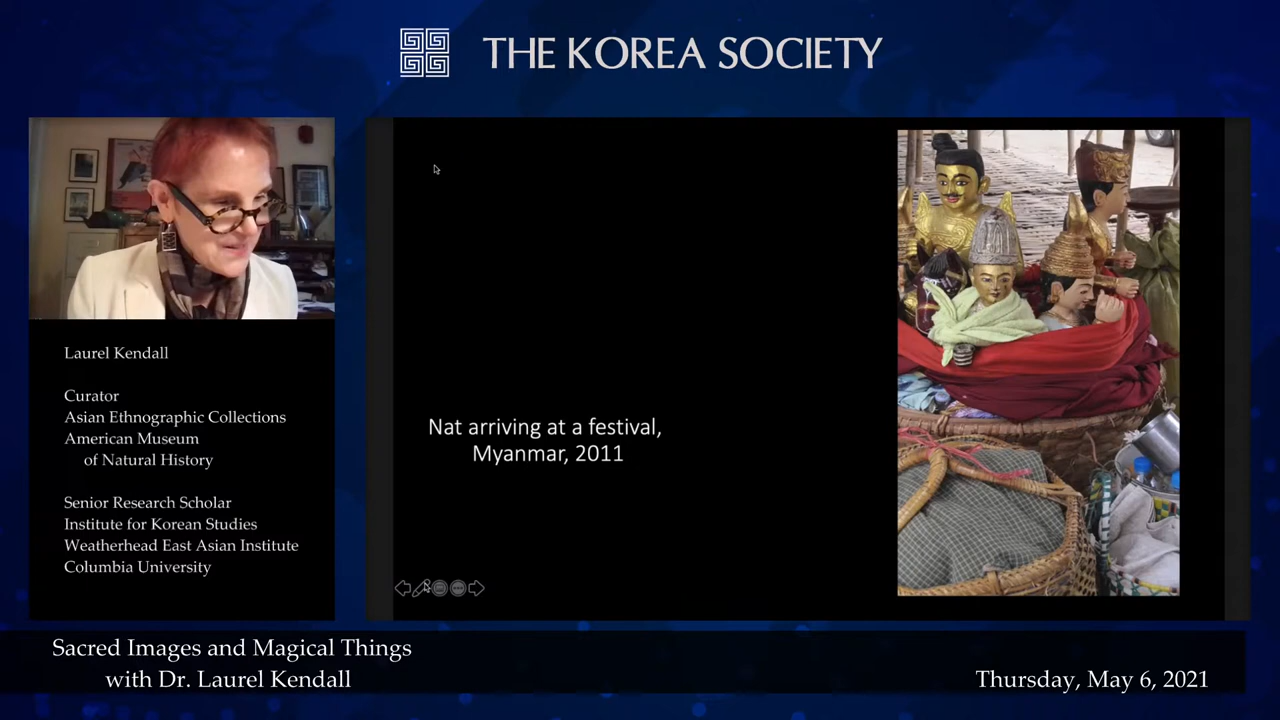 THE KOREA SOCIETY
Laurel Kendall
Curator
Asian Ethnographic Collections
American Museum
of Natural History
Senior Research Scholar
Institute for Korean Studies
Weatherhead East Asian Institute
Columbia University
Nat arriving at a festival,
Myanmar, 2011
Sacred Images and Magical Things
with Dr. Laurel Kendall
Thursday, May 6, 2021